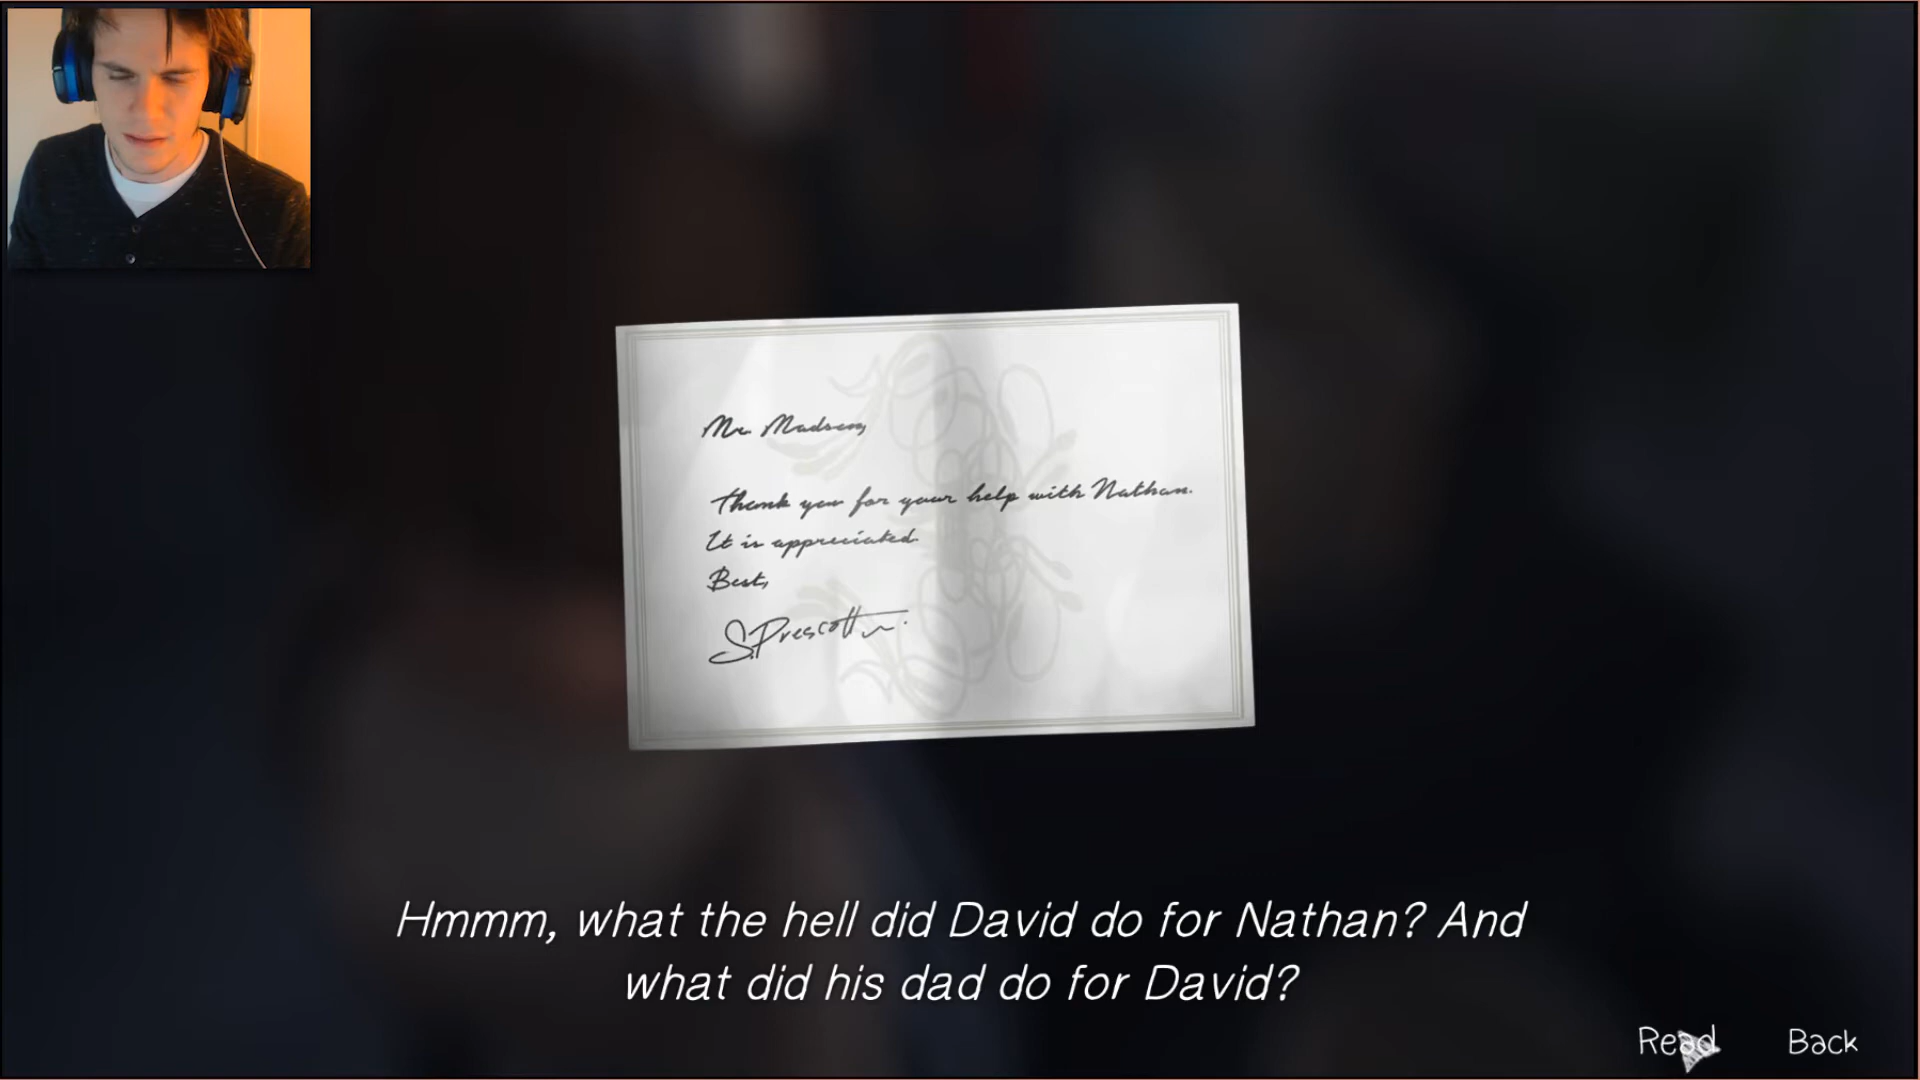 Mr. Madsen,
Thank you for your help with Nathan.
It is appreciated.
Best,
S.Prescott
Hmmm, what the hell did David do for Nathan? And
what did his dad do for David?
Read Back